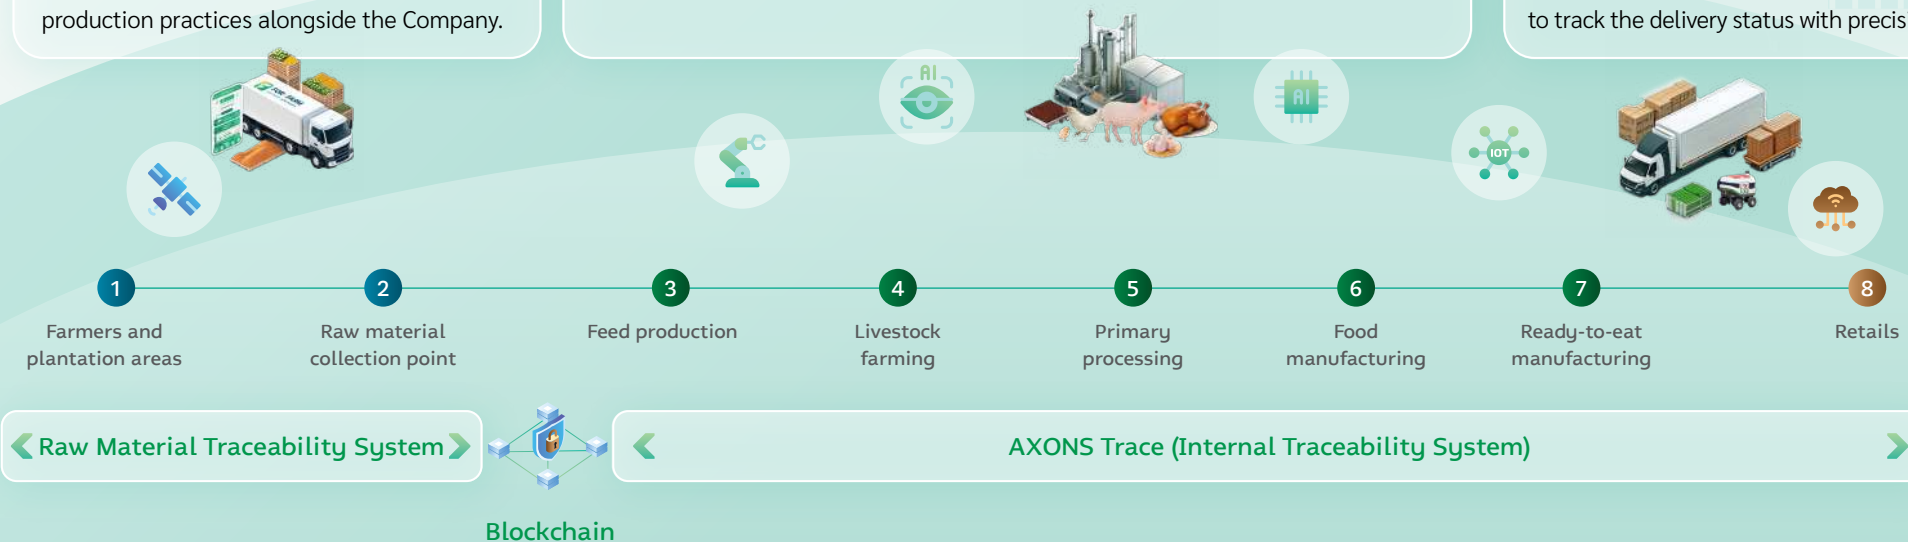 production practices alongside the Company.
to track the delivery status with precis
AI
AI
IOT
1
2
3
4
5
6
7
8
Farmers and
plantation areas
Raw material
collection point
Feed production
Livestock
farming
Primary
processing
Food
manufacturing
Ready-to-eat
manufacturing
Retails
Raw Material Traceability System
AXONS Trace (Internal Traceability System)
Blockchain